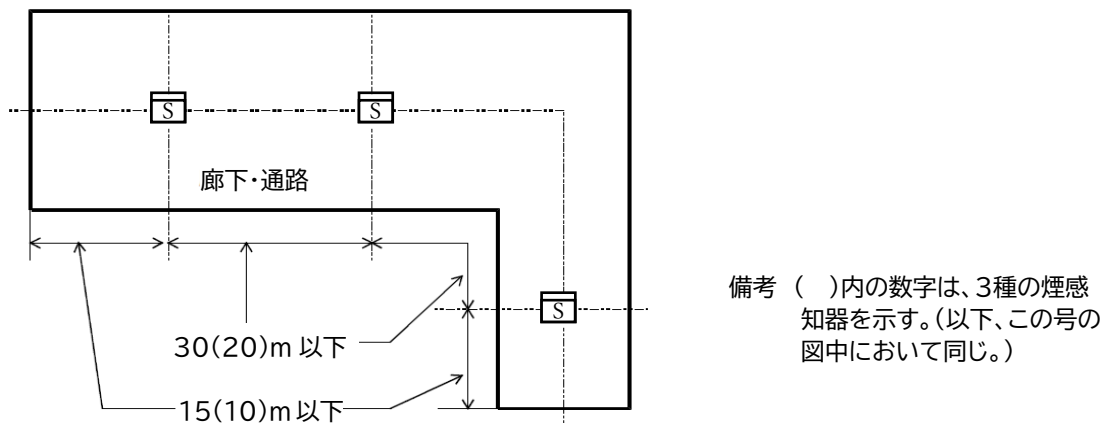 S
S
廊下・通路
S
30(20)m 以下
15(10)m 以下
備考 (　)内の数字は、3種の煙感
知器を示す。(以下、この号の
図中において同じ。)